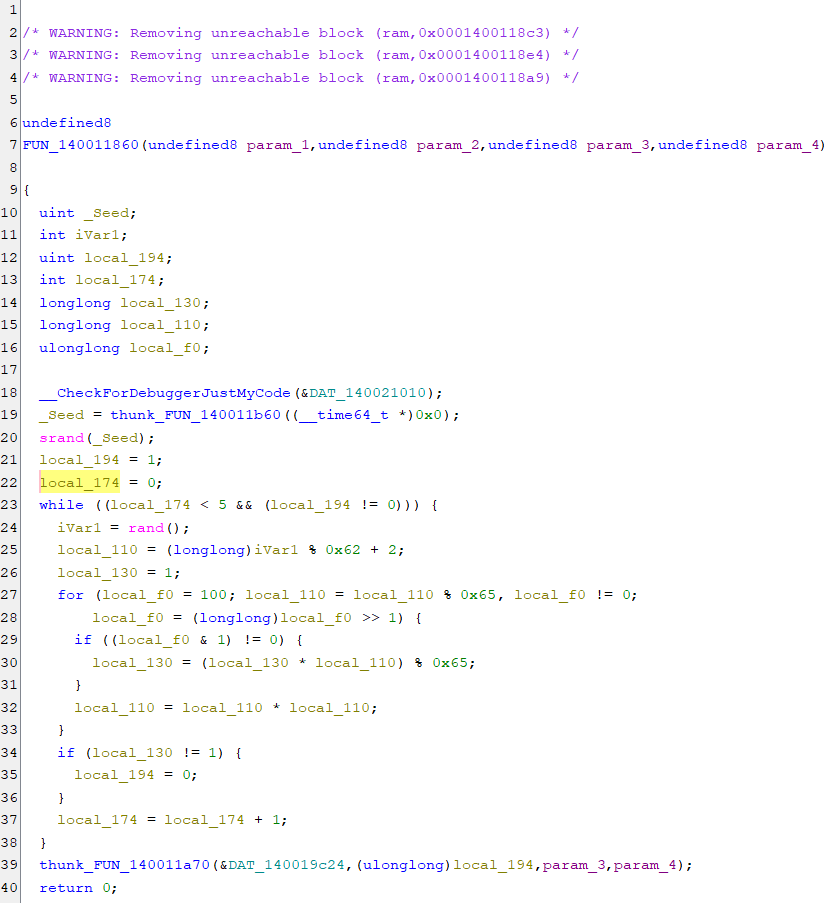 1
2 /* WARNING: Removing unreachable block (ram,0x0001400118c3) */
3 /* WARNING: Removing unreachable block (ram,0x0001400118e4) */
4 /* WARNING: Removing unreachable block (ram,0x0001400118a9) */
5
6 undefined8
7 FUN_140011860(undefined8 param_1,undefined8 param_2,undefined8 param_3,undefined8 param_4)
8
9 {
10   uint _Seed;
11   int iVar1;
12   uint local_194;
13   int local_174;
14   longlong local_130;
15   longlong local_110;
16   ulonglong local_f0;
17
18   __CheckForDebuggerJustMyCode(&DAT_140021010);
19   _Seed = thunk_FUN_140011b60((__time64_t *)0x0);
20   srand(_Seed);
21   local_194 = 1;
22   local_174 = 0;
23   while ((local_174 < 5 && (local_194 != 0))) {
24     iVar1 = rand();
25     local_110 = (longlong)iVar1 % 0x62 + 2;
26     local_130 = 1;
27     for (local_f0 = 100; local_110 = local_110 % 0x65, local_f0 != 0;
28         local_f0 = (longlong)local_f0 >> 1) {
29       if ((local_f0 & 1) != 0) {
30         local_130 = (local_130 * local_110) % 0x65;
31       }
32       local_110 = local_110 * local_110;
33     }
34     if (local_130 != 1) {
35       local_194 = 0;
36     }
37     local_174 = local_174 + 1;
38   }
39   thunk_FUN_140011a70(&DAT_140019c24,(ulonglong)local_194,param_3,param_4);
40   return 0;